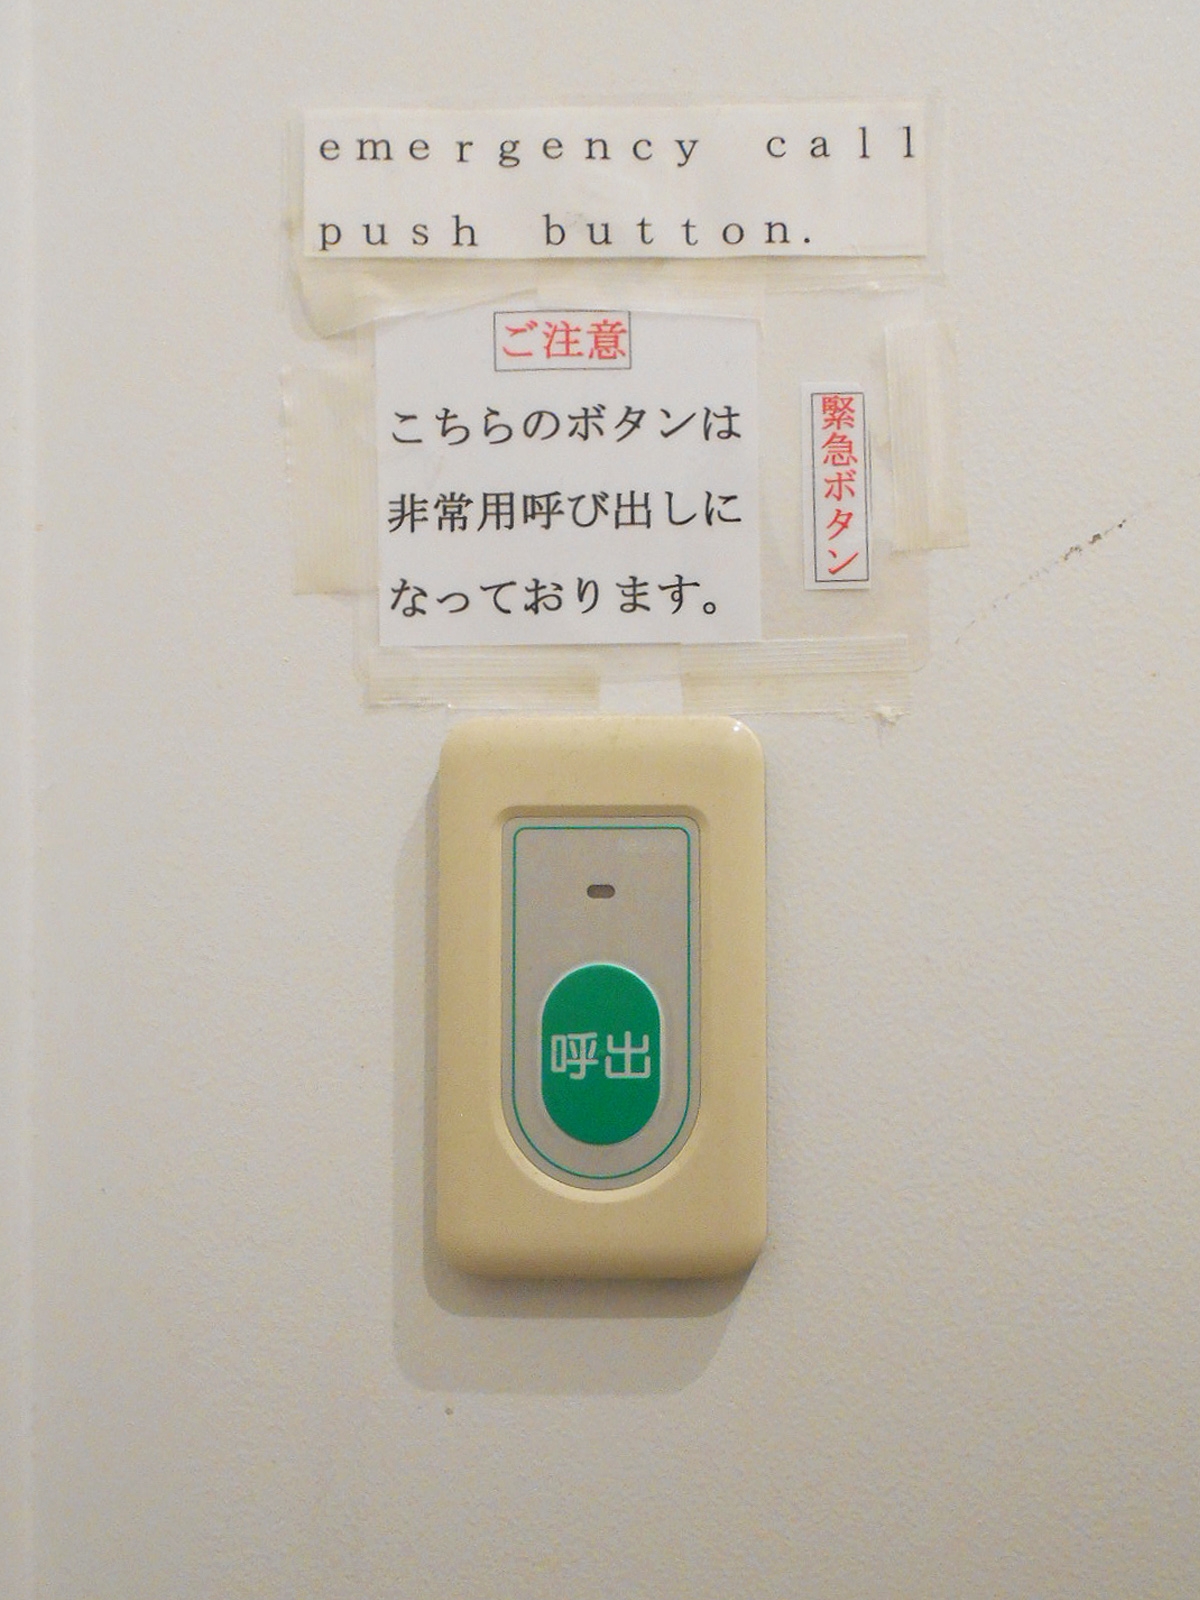 emergency call
push button.
ご注意
こちらのボタンは
非常用呼び出しに
なっております。
緊急ボタン
呼出